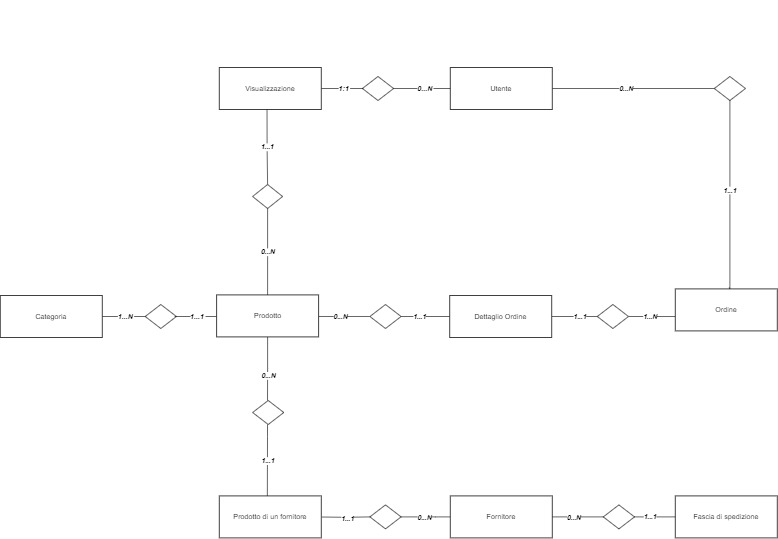 Visualizzazione
1:1
0...N
Utente
0...N
1...1
1...1
0...N
Categoria
1...N
1...1
Prodotto
0...N
1...1
Dettaglio Ordine
1...1
1...N
Ordine
0...N
1...1
Prodotto di un fornitore
1...1
0...N
Fornitore
0...N
1...1
Fascia di spedizione